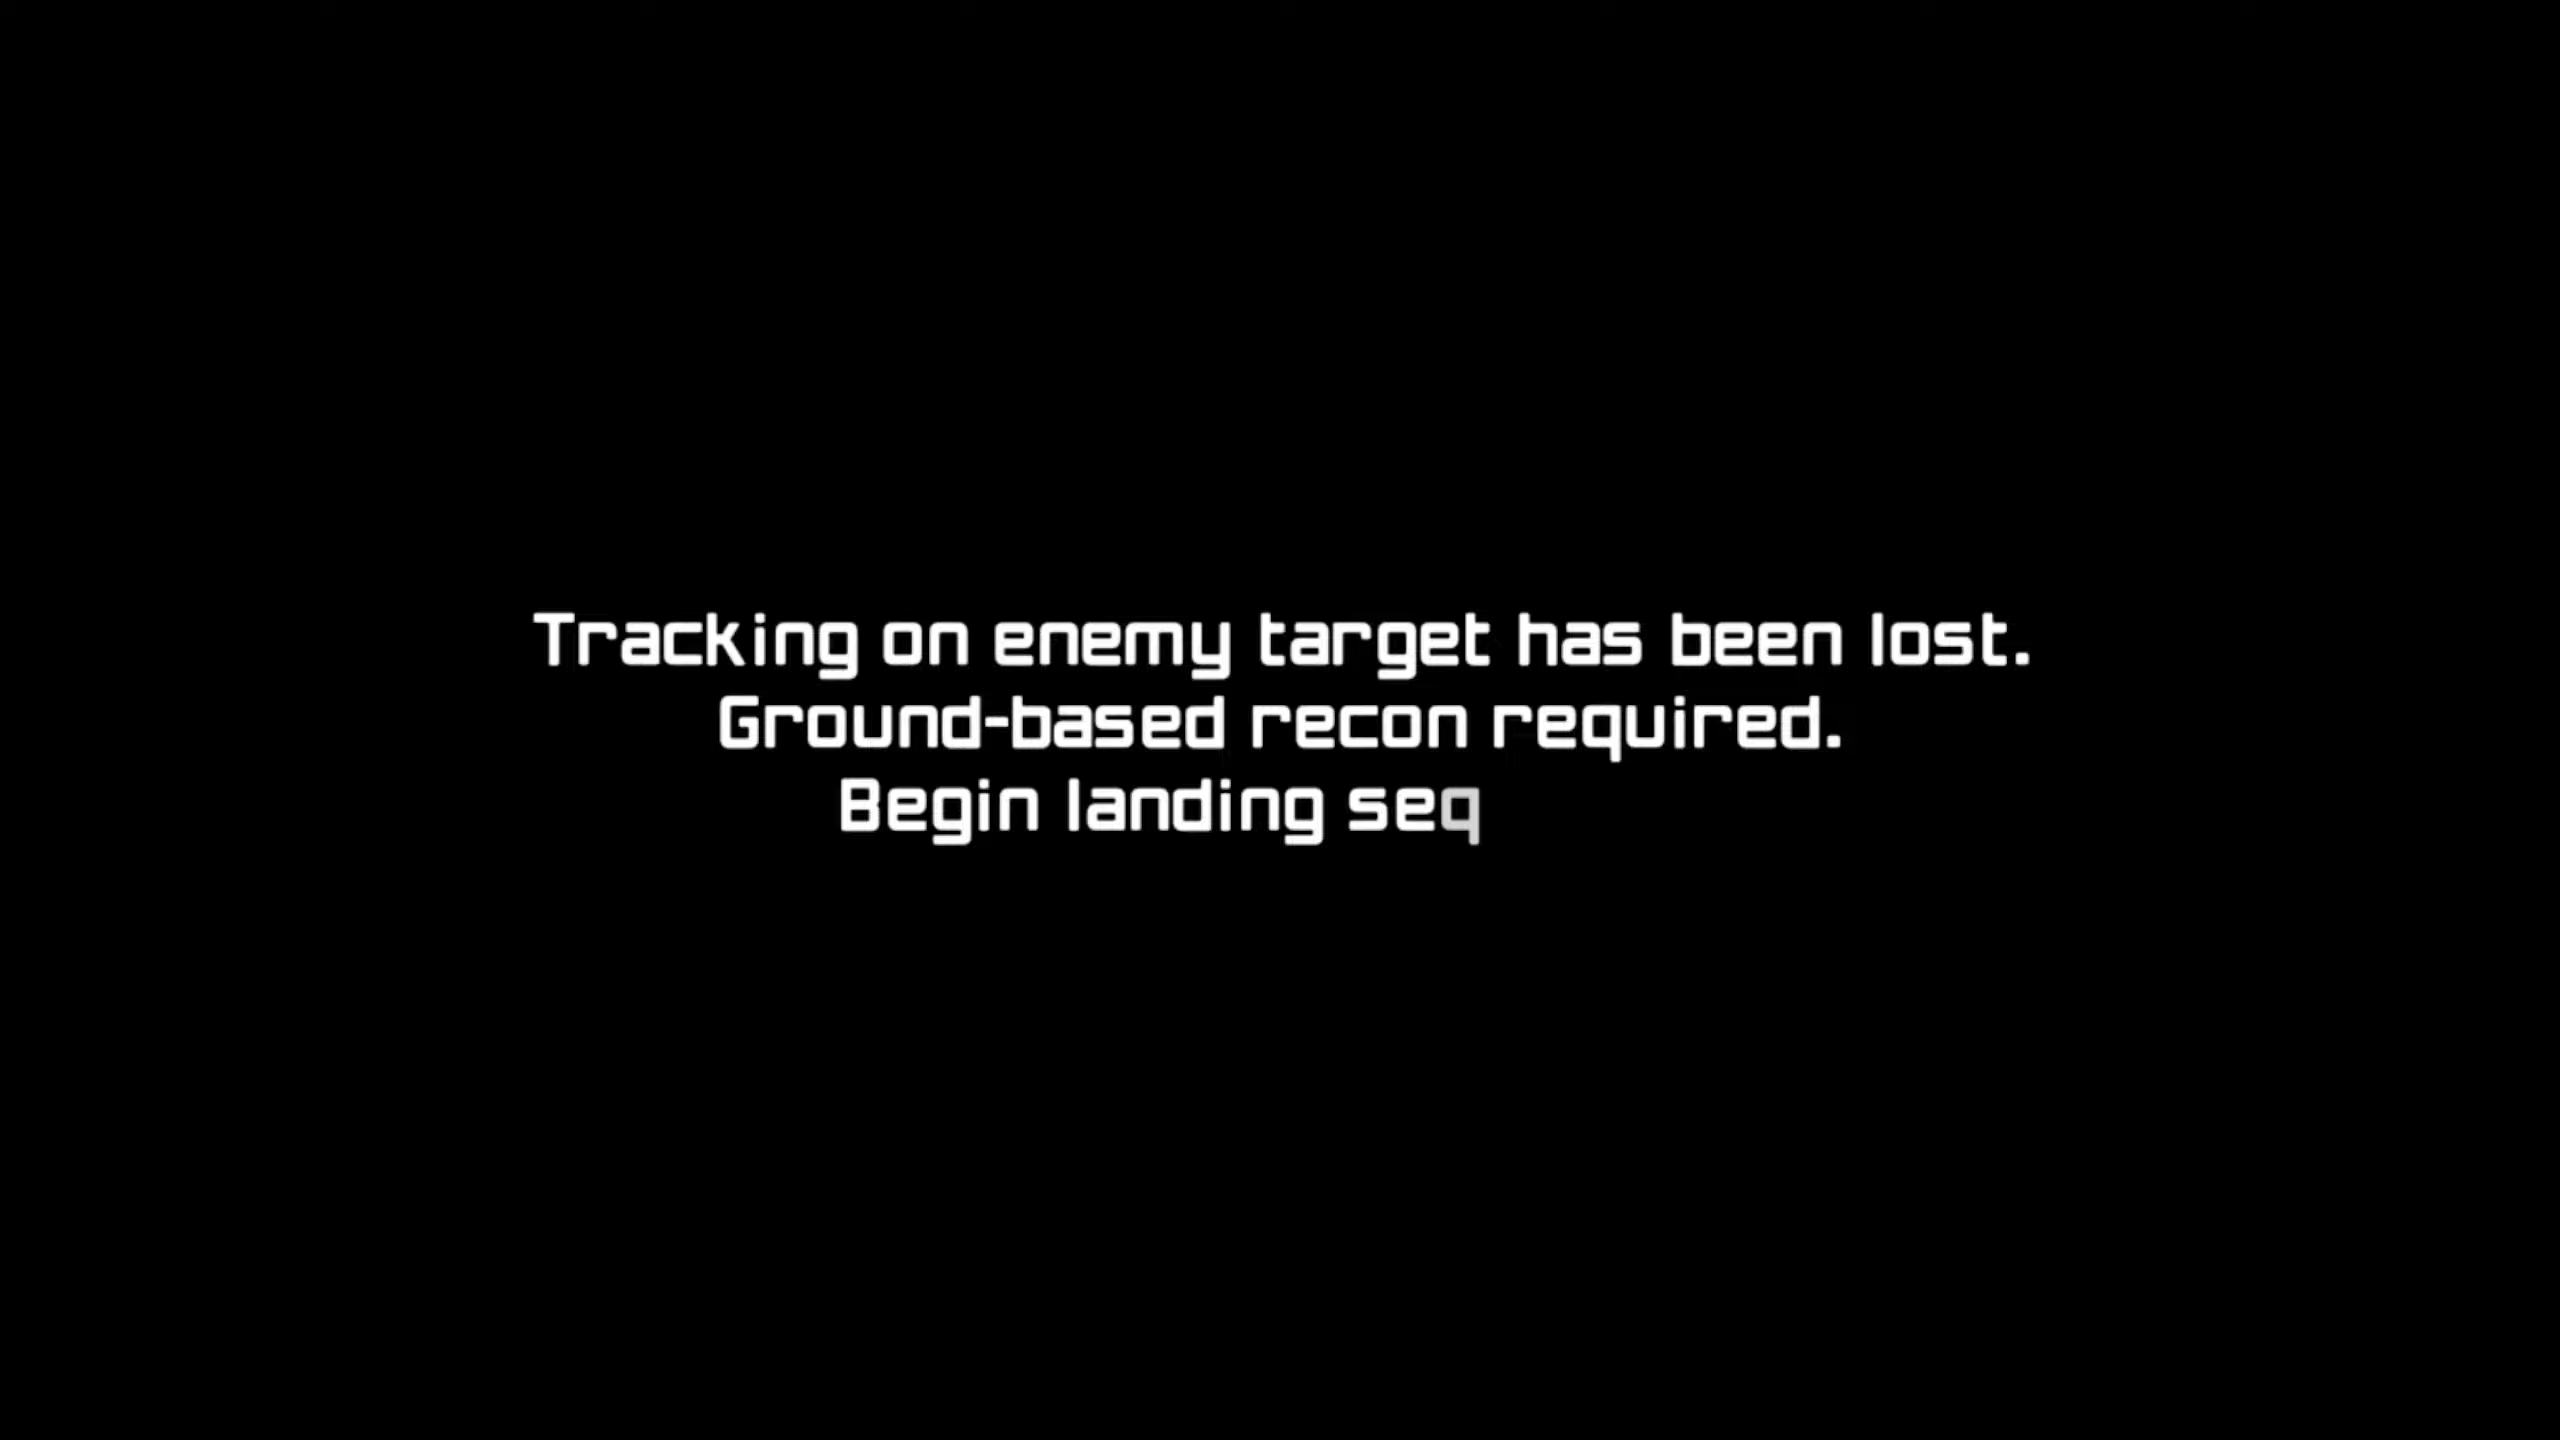 Tracking on enemy target has been lost.
Ground-based recon required.
Begin landing seq